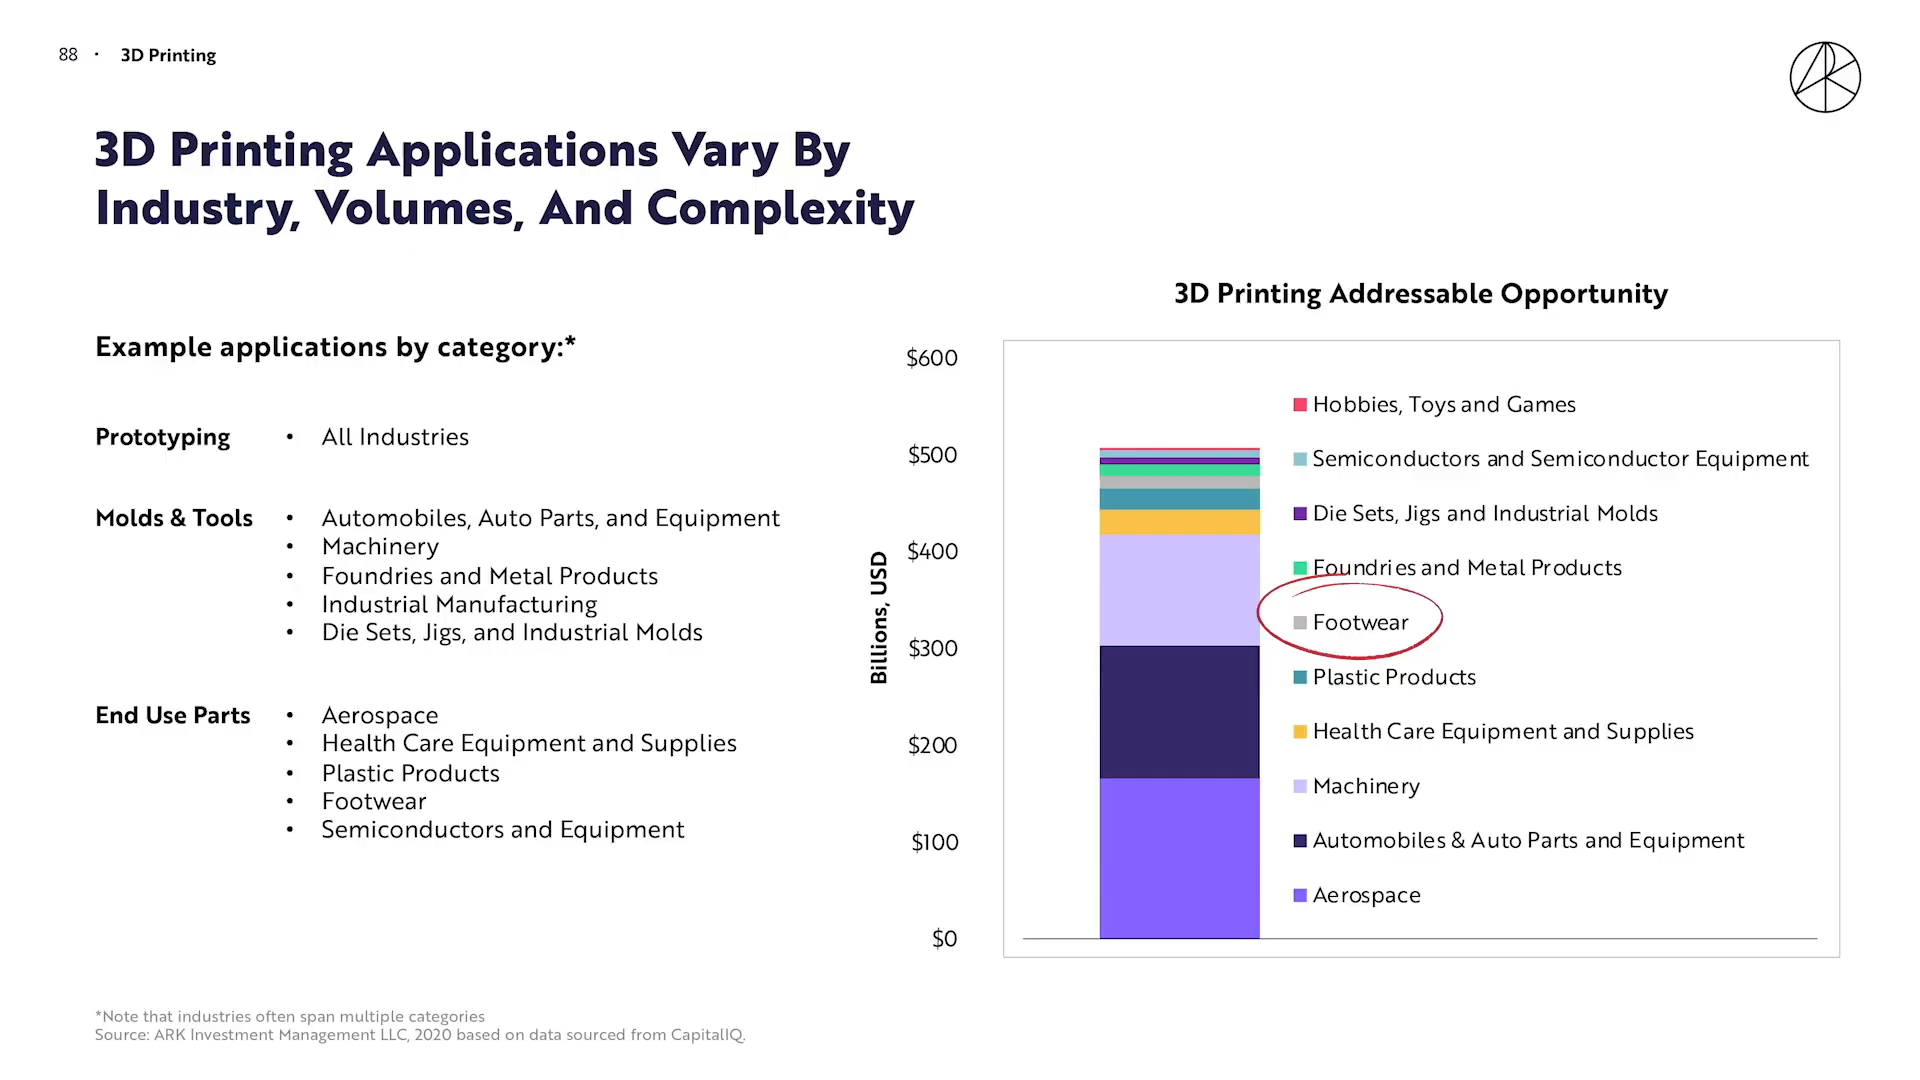 88 • 3D Printing
3D Printing Applications Vary By
Industry, Volumes, And Complexity
Example applications by category:*
Prototyping • All Industries
Molds & Tools • Automobiles, Auto Parts, and Equipment
• Machinery
• Foundries and Metal Products
• Industrial Manufacturing
• Die Sets, Jigs, and Industrial Molds
End Use Parts • Aerospace
• Health Care Equipment and Supplies
• Plastic Products
• Footwear
• Semiconductors and Equipment
3D Printing Addressable Opportunity
Billions, USD
$600
$500
$400
$300
$200
$100
$0
Hobbies, Toys and Games
Semiconductors and Semiconductor Equipment
Die Sets, Jigs and Industrial Molds
Foundries and Metal Products
Footwear
Plastic Products
Health Care Equipment and Supplies
Machinery
Automobiles & Auto Parts and Equipment
Aerospace
*Note that industries often span multiple categories
Source: ARK Investment Management LLC, 2020 based on data sourced from CapitalIQ.